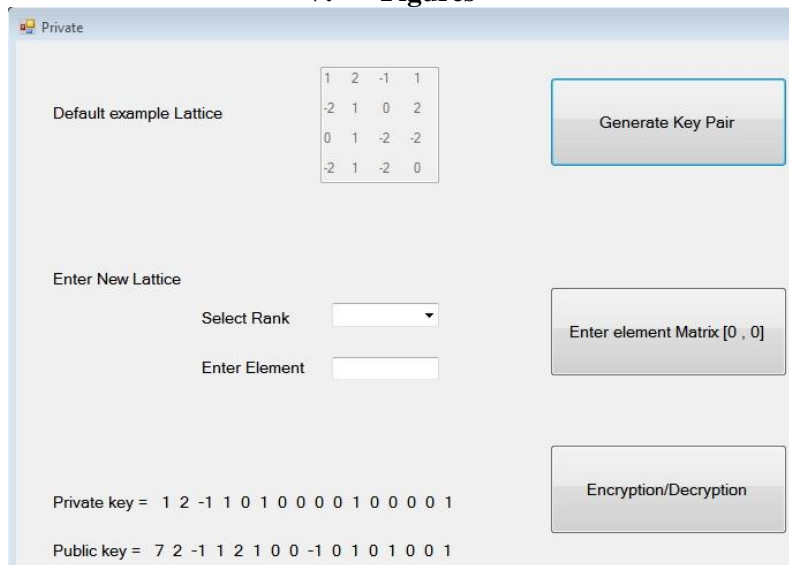 Figures
Private
Default example Lattice
1 2 -1 1
-2 1 0 2
0 1 -2 -2
-2 1 -2 0
Generate Key Pair
Enter New Lattice
Select Rank
Enter element Matrix [0 , 0]
Enter Element
Encryption/Decryption
Private key = 1 2 -1 1 0 1 0 0 0 0 1 0 0 0 0 1
Public key = 7 2 -1 1 2 1 0 0 -1 0 1 0 1 0 0 1